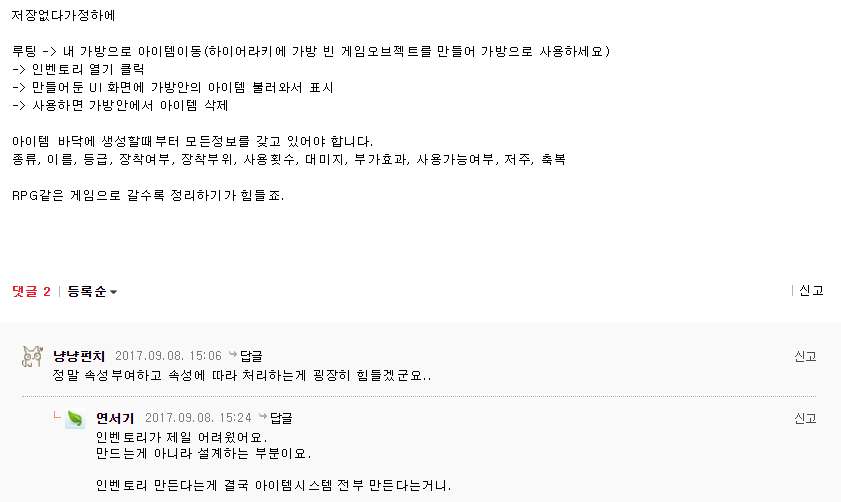 저장없다가정하에
루팅 -> 내 가방으로 아이템이동(하이어라키에 가방 빈 게임오브젝트를 만들어 가방으로 사용하세요)
-> 인벤토리 열기 클릭
-> 만들어둔 UI 화면에 가방안의 아이템 불러와서 표시
-> 사용하면 가방안에서 아이템 삭제
아이템 바닥에 생성할때부터 모든정보를 갖고 있어야 합니다.
종류, 이름, 등급, 장착여부, 장착부위, 사용횟수, 대미지, 부가효과, 사용가능여부, 저주, 축복
RPG같은 게임으로 갈수록 정리하기가 힘들죠.
댓글 2 | 등록순 | 신고
냥냥펀치 2017.09.08. 15:06 답글 신고
정말 속성부여하고 속성에 따라 처리하는게 굉장히 힘들겠군요..
연서기 2017.09.08. 15:24 답글 신고
인벤토리가 제일 어려웠어요.
만드는게 아니라 설계하는 부분이요.
인벤토리 만든다는게 결국 아이템시스템 전부 만든다는거니.